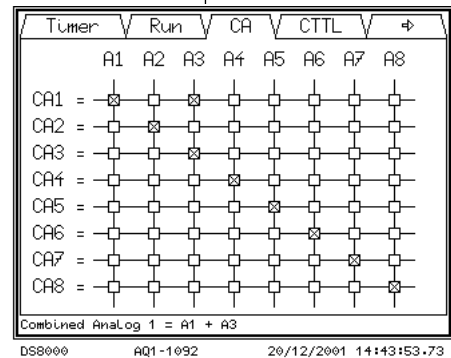 Timer Run CA CTTL
A1 A2 A3 A4 A5 A6 A7 A8
CA1 =
CA2 =
CA3 =
CA4 =
CA5 =
CA6 =
CA7 =
CA8 =
Combined Analog 1 = A1 + A3
DS8000 AQ1-1092 20/12/2001 14:43:53.73